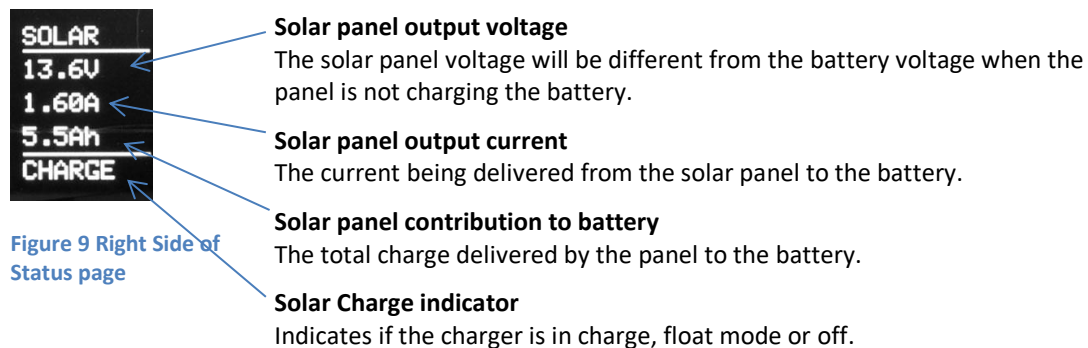 SOLAR
13.6V
1.60A
5.5Ah
CHARGE
Figure 9 Right Side of
Status page
Solar panel output voltage
The solar panel voltage will be different from the battery voltage when the
panel is not charging the battery.
Solar panel output current
The current being delivered from the solar panel to the battery.
Solar panel contribution to battery
The total charge delivered by the panel to the battery.
Solar Charge indicator
Indicates if the charger is in charge, float mode or off.